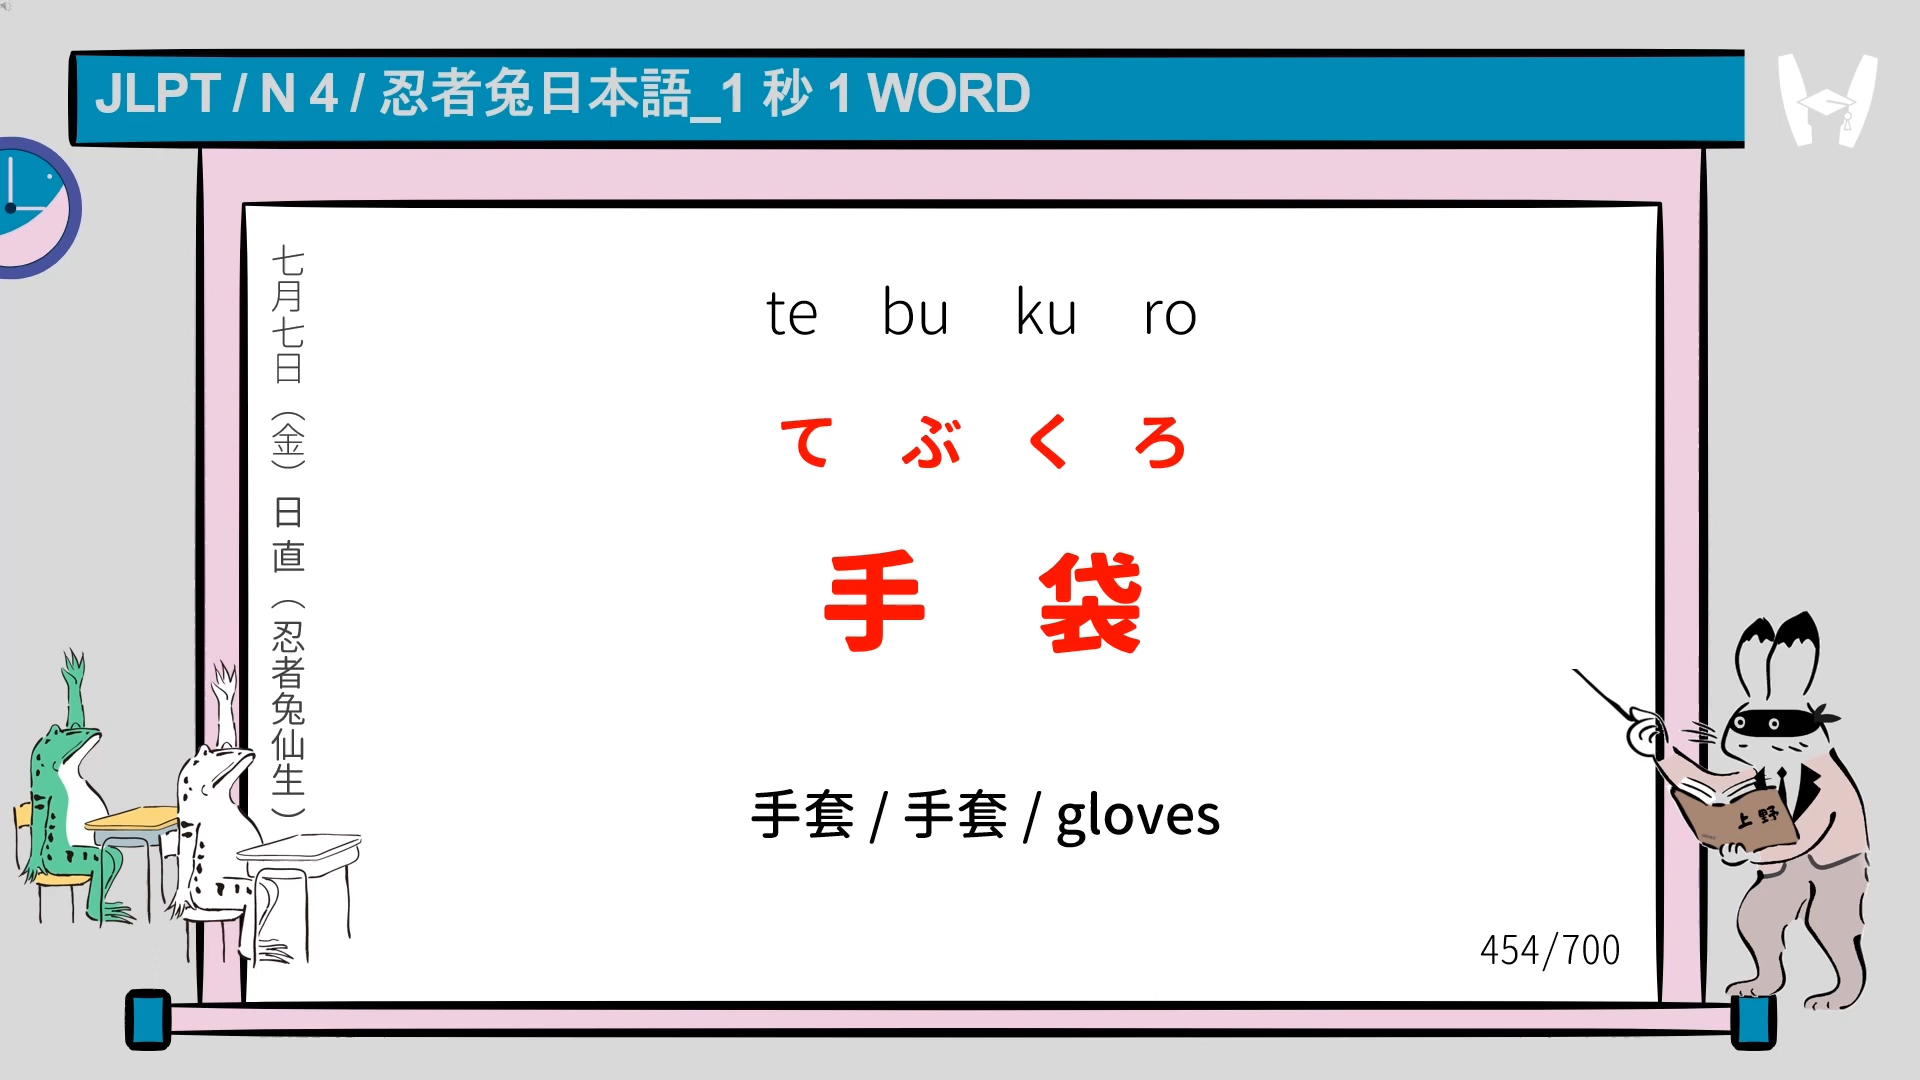 JLPT / N 4 / 忍者兔日本語_1 秒 1 WORD
七月七日（金）日直（忍者兔仙生）
te bu ku ro
てぶくろ
手袋
手套 / 手套 / gloves
上野
454/700